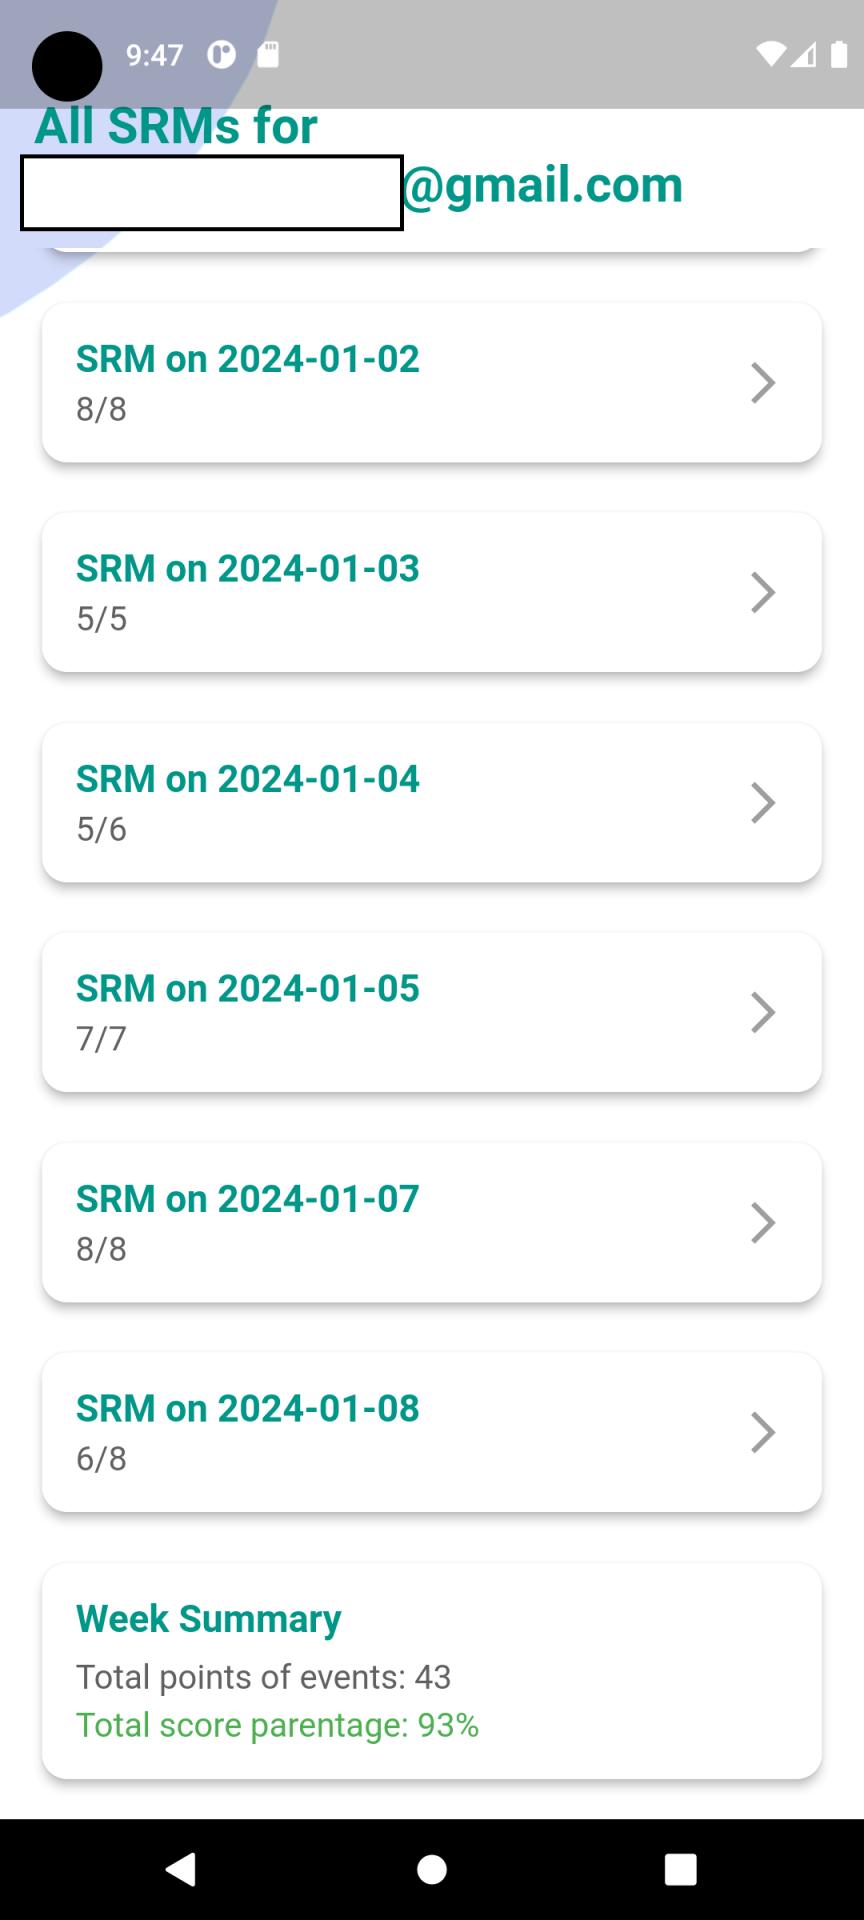 9:47
All SRMs for
@gmail.com
SRM on 2024-01-02
8/8
SRM on 2024-01-03
5/5
SRM on 2024-01-04
5/6
SRM on 2024-01-05
7/7
SRM on 2024-01-07
8/8
SRM on 2024-01-08
6/8
Week Summary
Total points of events: 43
Total score parentage: 93%